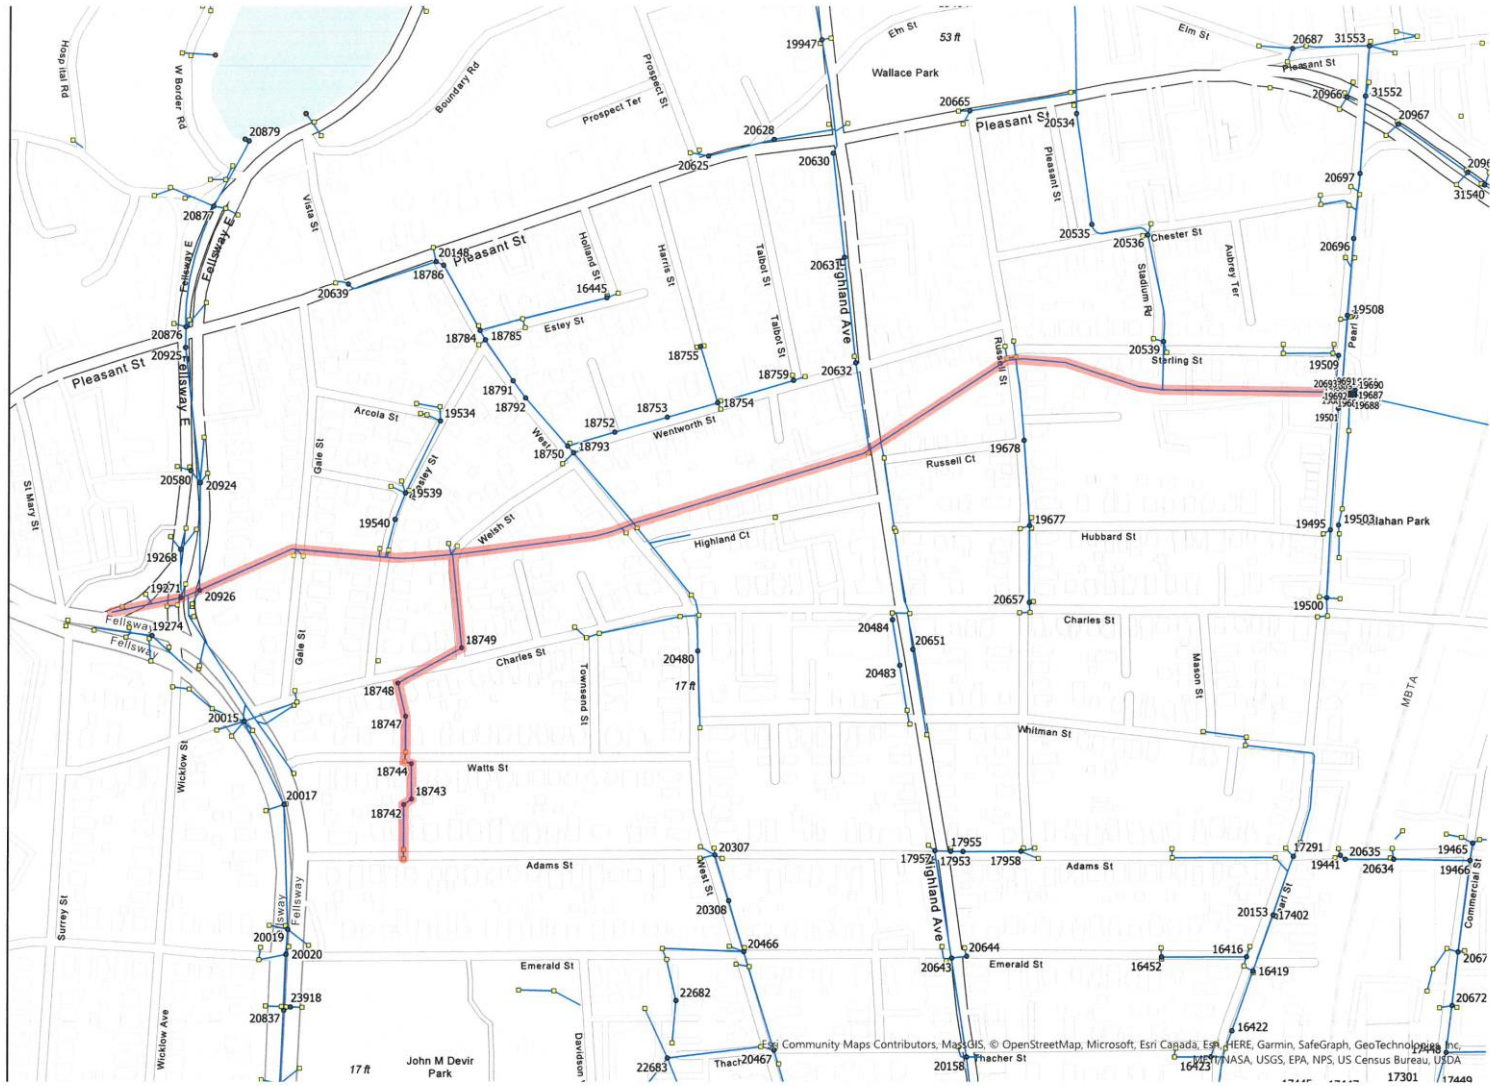 Hospital Rd
W Border Rd
Boundary Rd
Prospect St
Prospect Ter
19947
Elm St
53 ft
Wallace Park
Elm St
20687
31553
Pleasant St
20966
31552
20967
31540
20879
20877
20625
20628
20630
20665
Pleasant St
20534
Pleasant St
20697
20535
20536
Chester St
20696
Aubrey Ter
Stadium Rd
Vista St
Fellsway E
Fellsway E
20148
Pleasant St
18786
20639
Holland St
16445
Harris St
Talbot St
20631
Highland Ave
19508
20876
20925
18784
18785
Estey St
Talbot St
Pleasant St
Fellsway E
18755
18759
20632
Russell St
20539
Sterling St
19509
19690
19687
19688
19501
18791
18792
Arcola St
19534
18754
18753
18752
Wentworth St
18750
18793
Gale St
20580
20924
19539
19540
Welsh St
St Mary St
Russell Ct
19678
19677
19495
19503
Hubbard St
Highland Ct
19268
19271
20926
19274
Fellsway
Fellsway
Gale St
20657
19500
Charles St
20484
20651
20483
18749
Charles St
20480
17 ft
Townsend St
18748
18747
Mason St
MBTA
20015
Whitman St
Wicklow St
18744
Watts St
18743
18742
20017
20307
Adams St
West St
17957
17955
17953
17958
Adams St
17291
19441
20635
20634
19465
19466
Commercial St
Surrey St
Fellsway
20308
Highland Ave
20153
17402
20019
20020
20466
Emerald St
20644
20643
Emerald St
16416
16452
16419
23918
20837
22682
20672
Wicklow Ave
16422
John M Devir
Park
17 ft
22683
20467
20158
Thacher St
16423
17448
Esri Community Maps Contributors, MassGIS, © OpenStreetMap, Microsoft, Esri Canada, Esri, HERE, Garmin, SafeGraph, GeoTechnologies, Inc,
METI/NASA, USGS, EPA, NPS, US Census Bureau, USDA
17301
17449